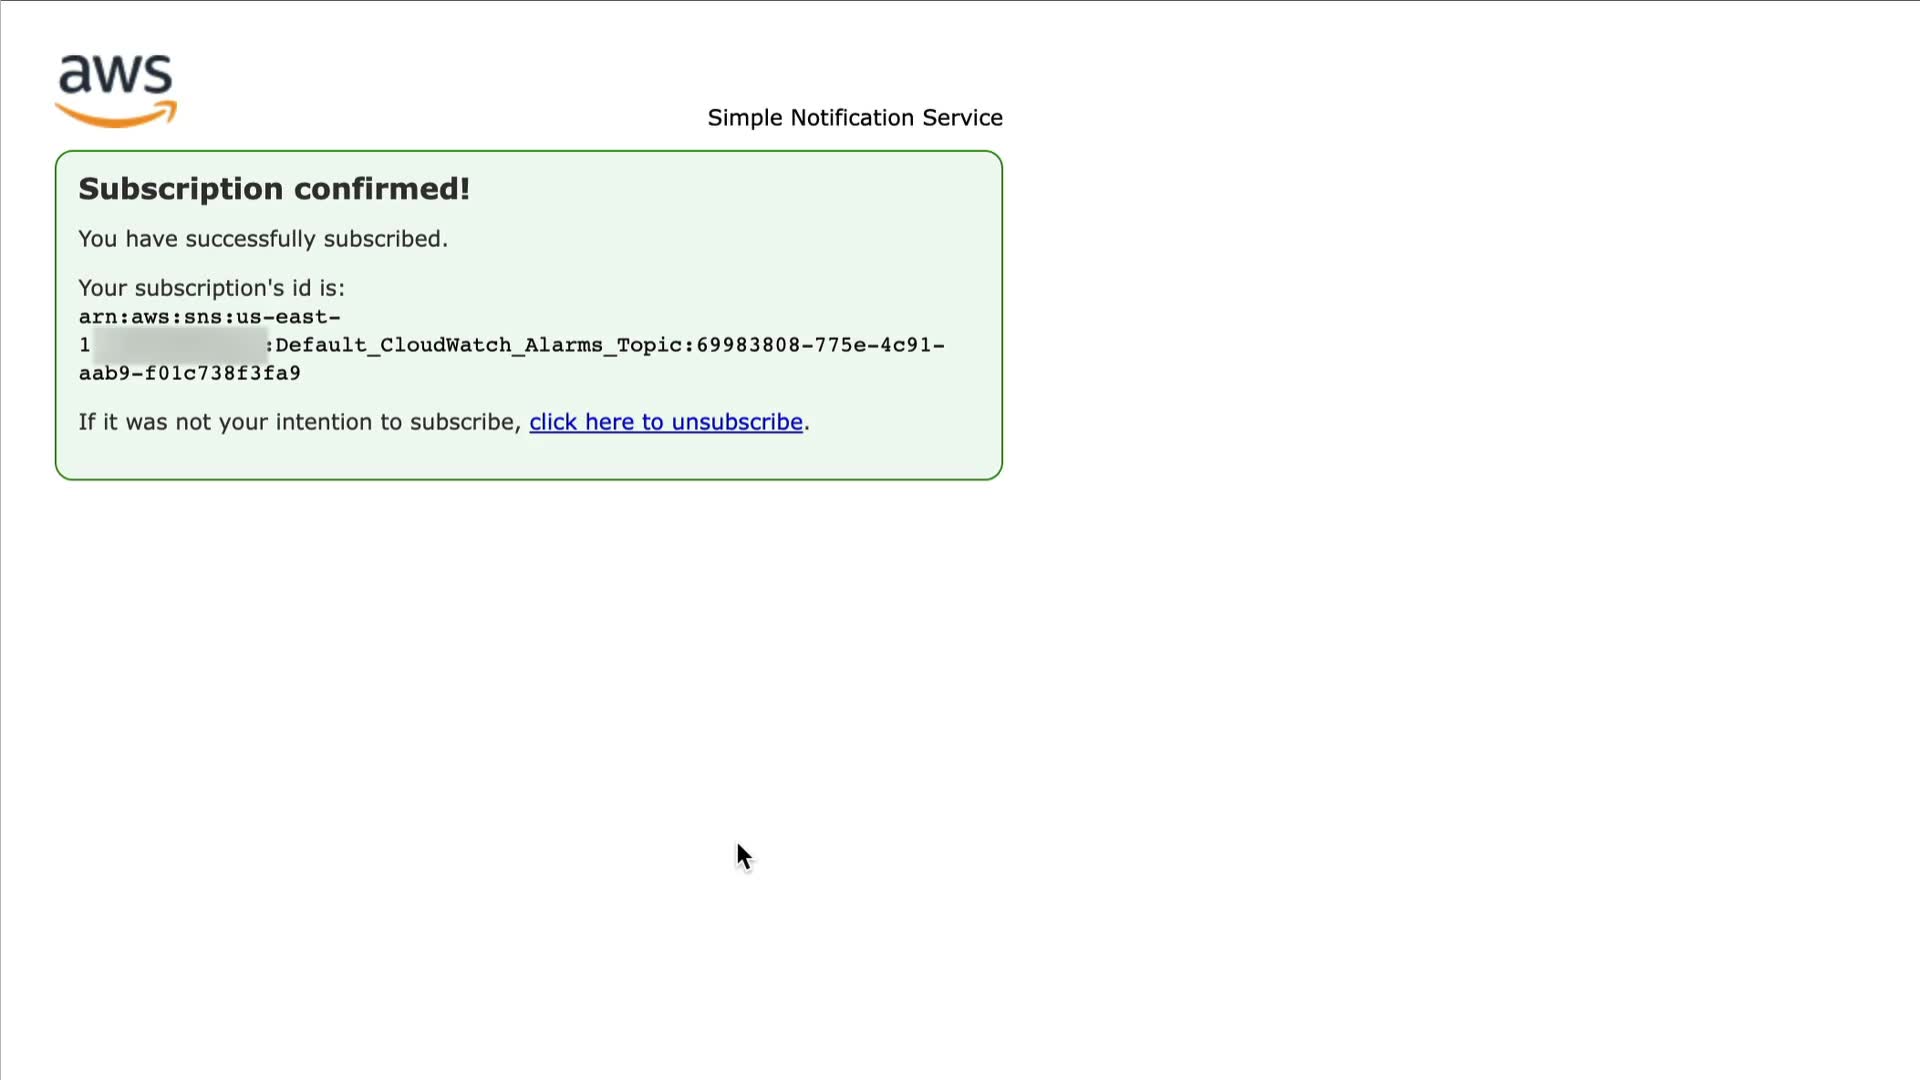 aws
Simple Notification Service
Subscription confirmed!
You have successfully subscribed.
Your subscription's id is:
arn:aws:sns:us-east-
1 :Default_CloudWatch_Alarms_Topic:69983808-775e-4c91-
aab9-f01c738f3fa9
If it was not your intention to subscribe, click here to unsubscribe.